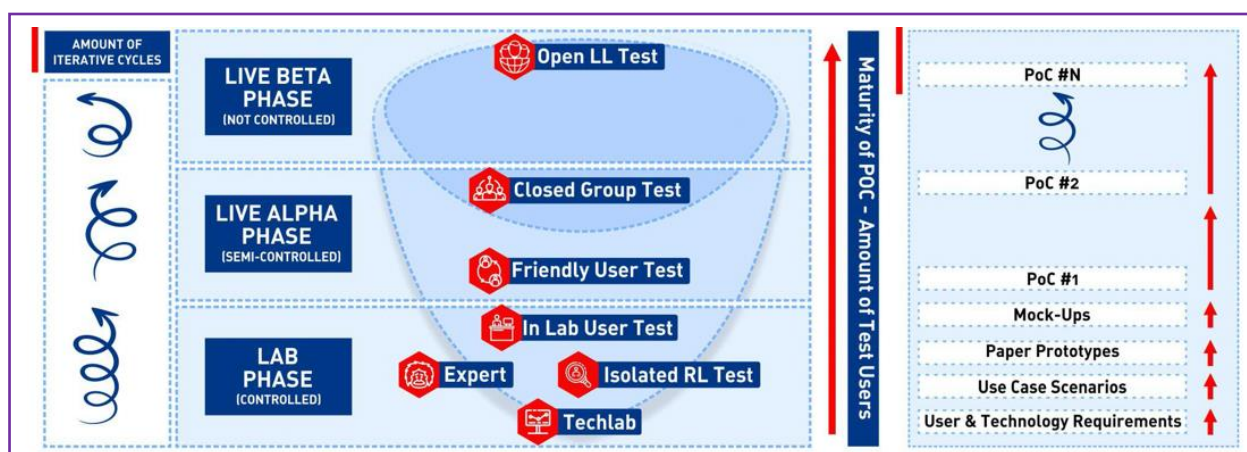 AMOUNT OF
ITERATIVE CYCLES
LIVE BETA
PHASE
(NOT CONTROLLED)
Open LL Test
LIVE ALPHA
PHASE
(SEMI-CONTROLLED)
Closed Group Test
Friendly User Test
LAB
PHASE
(CONTROLLED)
In Lab User Test
Expert
Isolated RL Test
Techlab
Maturity of POC - Amount of Test Users
PoC #N
PoC #2
PoC #1
Mock-Ups
Paper Prototypes
Use Case Scenarios
User & Technology Requirements